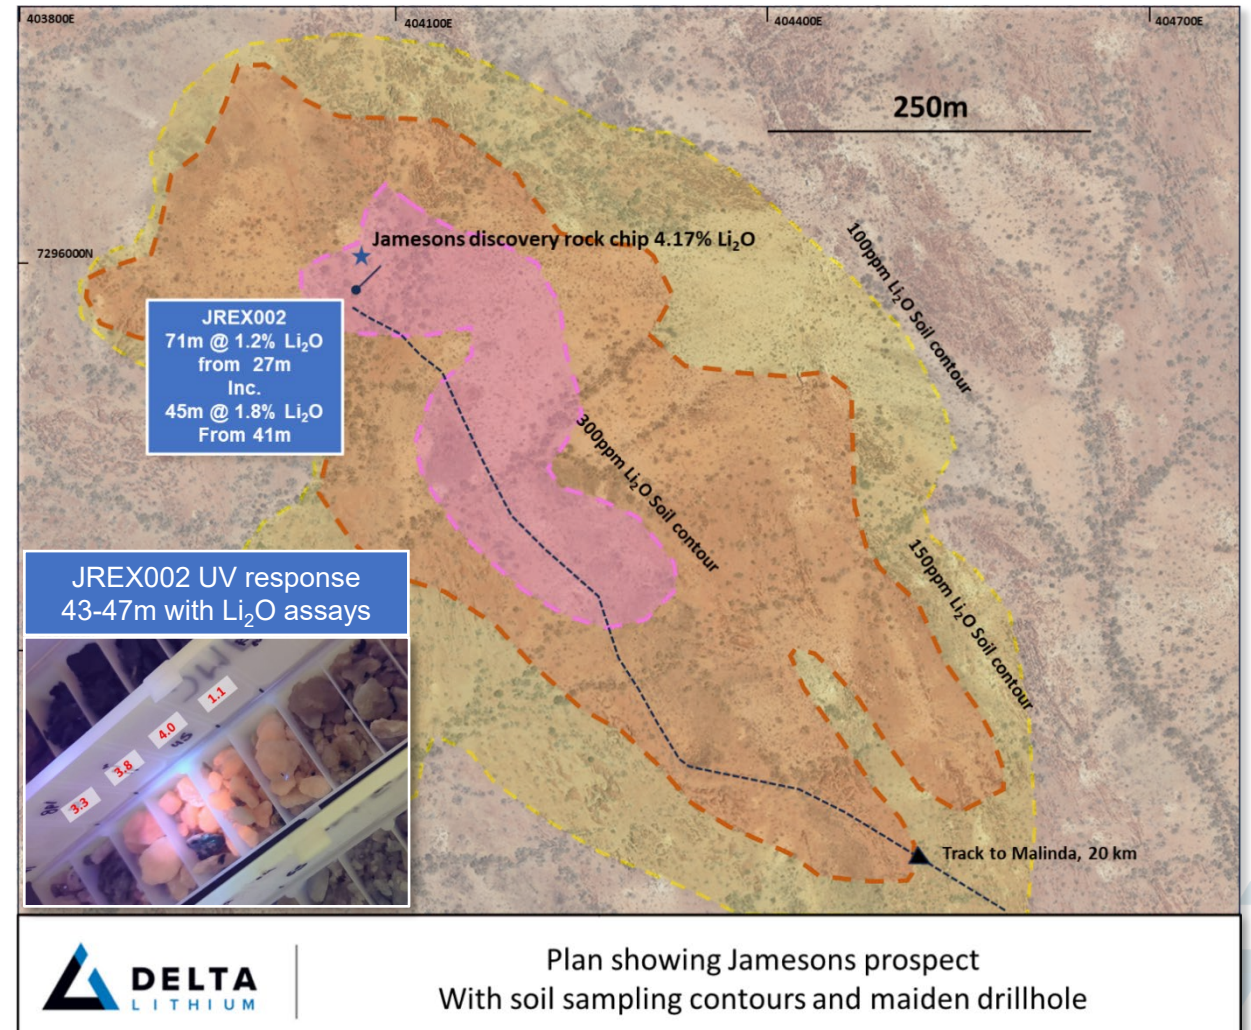 403800E
404100E
404400E
404700E
250m
7296000N
Jamesons discovery rock chip 4.17% Li₂O
100ppm Li₂O Soil contour
JREX002
71m @ 1.2% Li₂O
from 27m
Inc.
45m @ 1.8% Li₂O
From 41m
300ppm Li₂O Soil contour
150ppm Li₂O Soil contour
JREX002 UV response
43-47m with Li₂O assays
1.1
4.0
45
3.8
3.3
Track to Malinda, 20 km
DELTA
LITHIUM
Plan showing Jamesons prospect
With soil sampling contours and maiden drillhole